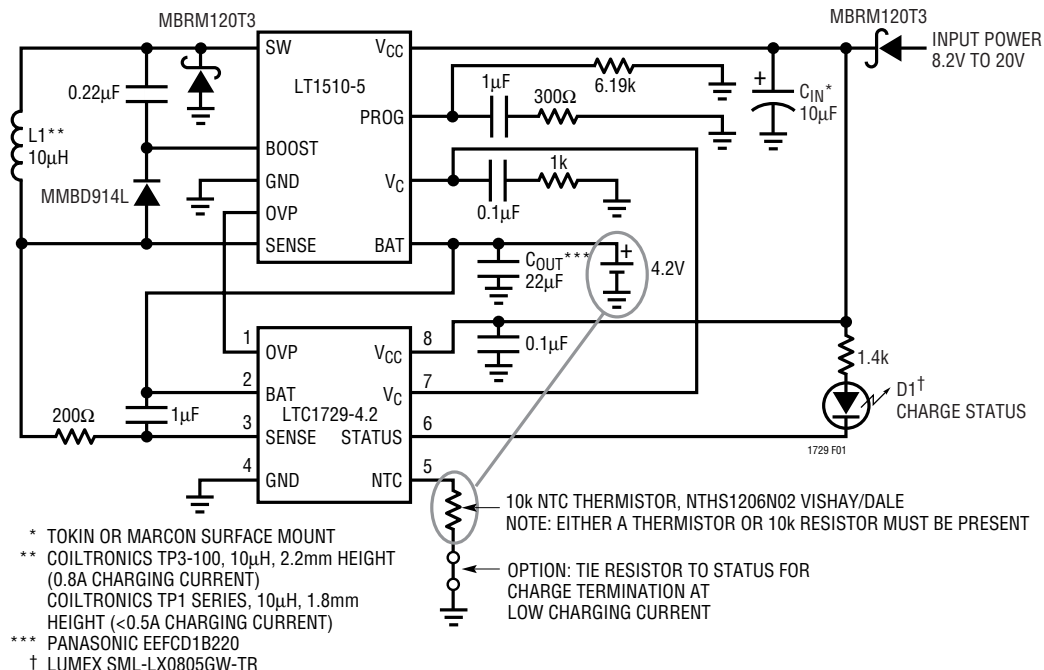 MBRM120T3
MBRM120T3
SW
VCC
INPUT POWER
8.2V TO 20V
LT1510-5
0.22µF
1µF
6.19k
CIN*
10µF
300Ω
PROG
L1**
10µH
BOOST
1k
MMBD914L
GND
VC
0.1µF
OVP
SENSE
BAT
COUT***
22µF
+
4.2V
+
1
OVP
VCC
8
0.1µF
1.4k
2
BAT
VC
7
D1†
CHARGE STATUS
200Ω
1µF
LTC1729-4.2
3
SENSE
STATUS
6
1729 F01
4
GND
NTC
5
10k NTC THERMISTOR, NTHS1206N02 VISHAY/DALE
NOTE: EITHER A THERMISTOR OR 10k RESISTOR MUST BE PRESENT
OPTION: TIE RESISTOR TO STATUS FOR
CHARGE TERMINATION AT
LOW CHARGING CURRENT
* TOKIN OR MARCON SURFACE MOUNT
** COILTRONICS TP3-100, 10µH, 2.2mm HEIGHT
(0.8A CHARGING CURRENT)
COILTRONICS TP1 SERIES, 10µH, 1.8mm
HEIGHT (<0.5A CHARGING CURRENT)
*** PANASONIC EEFCD1B220
† LUMEX SML-LX0805GW-TR